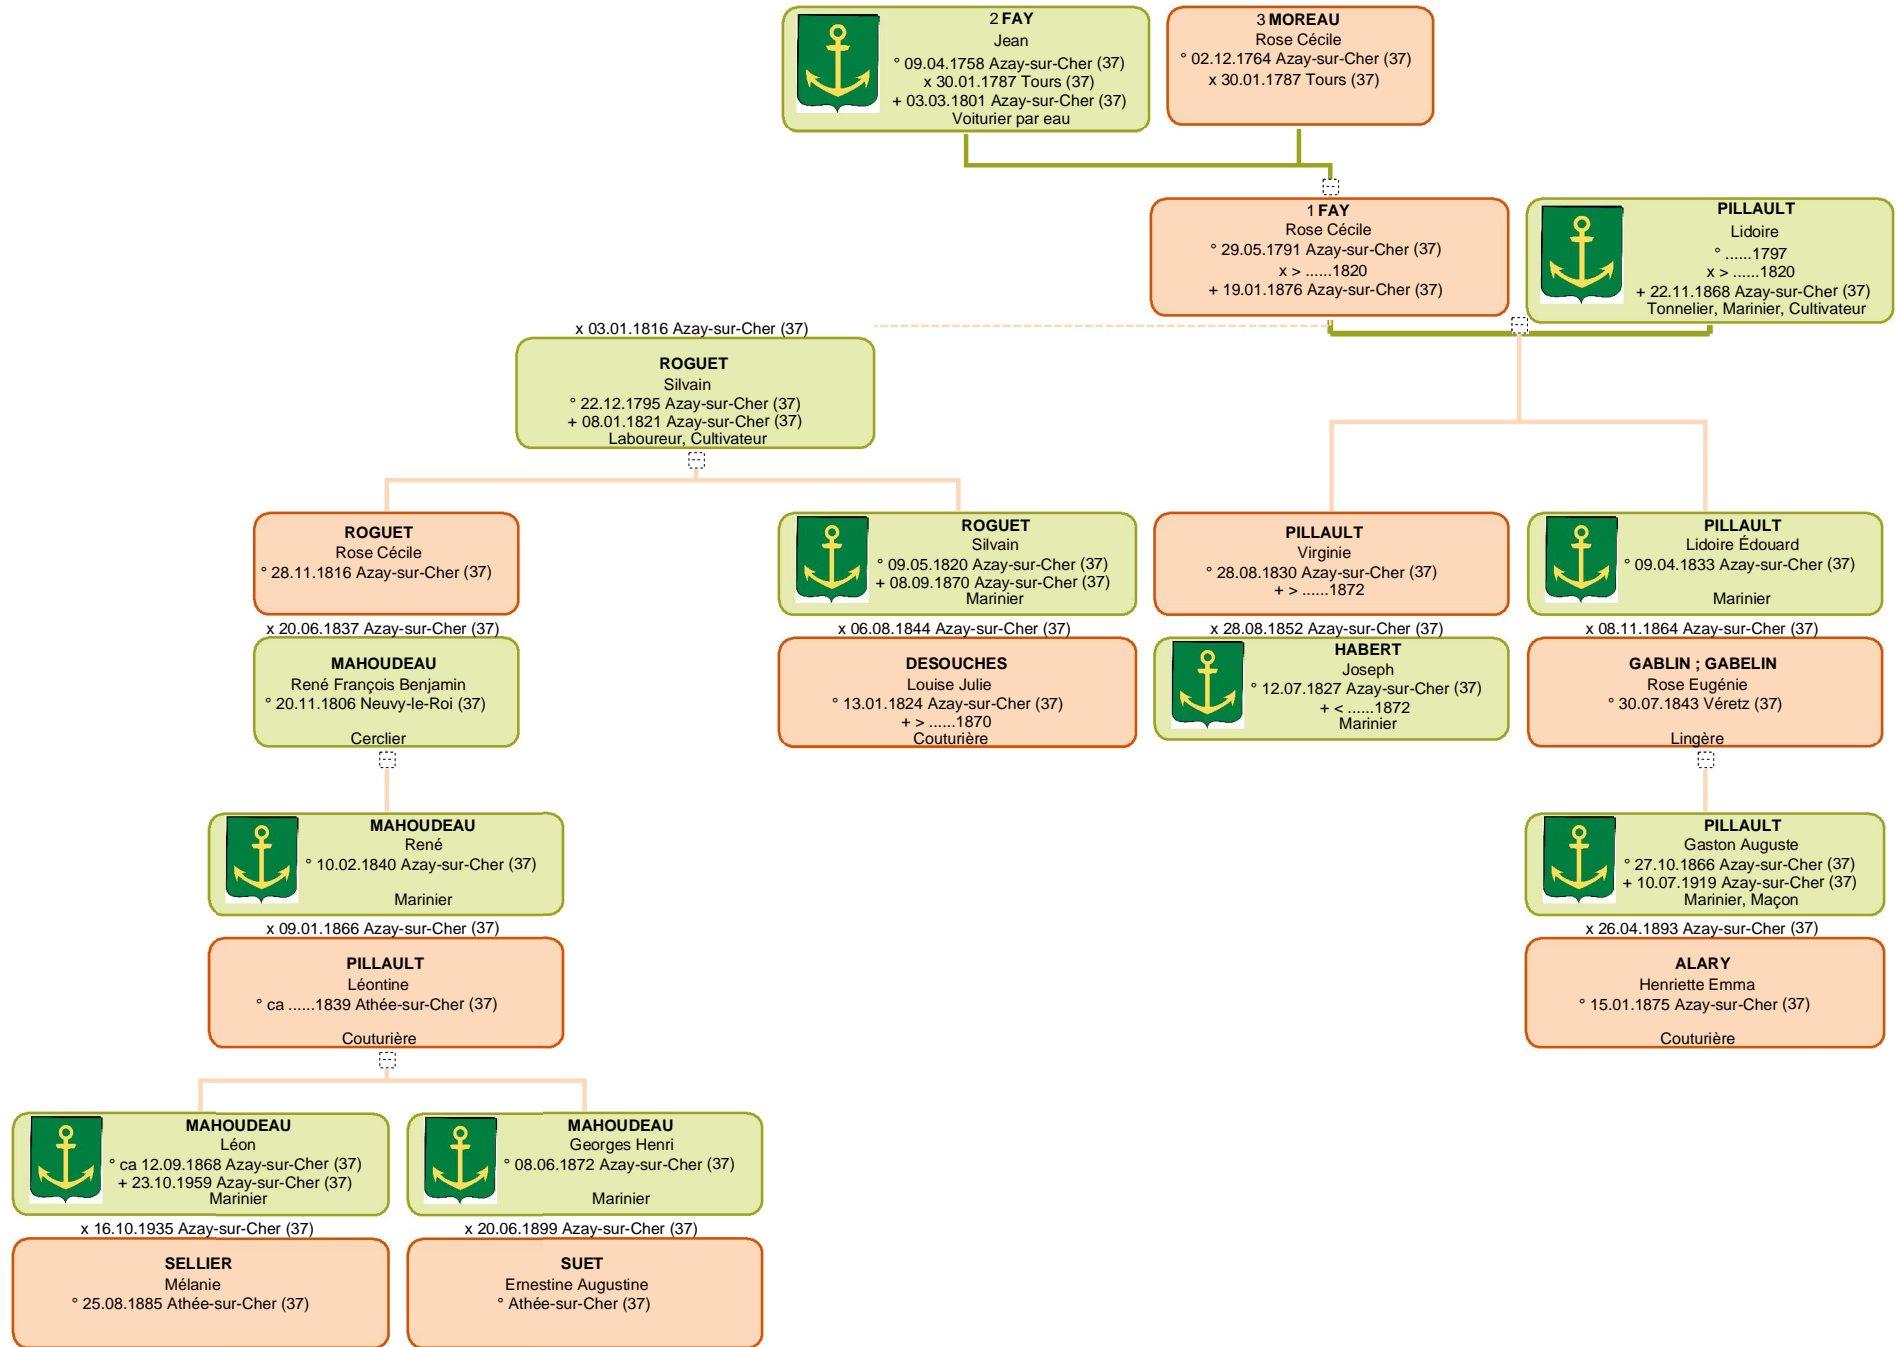 2 FAY
Jean
° 09.04.1758 Azay-sur-Cher (37)
x 30.01.1787 Tours (37)
+ 03.03.1801 Azay-sur-Cher (37)
Voiturier par eau
3 MOREAU
Rose Cécile
° 02.12.1764 Azay-sur-Cher (37)
x 30.01.1787 Tours (37)
1 FAY
Rose Cécile
° 29.05.1791 Azay-sur-Cher (37)
x > ......1820
+ 19.01.1876 Azay-sur-Cher (37)
PILLAULT
Lidoire
° ......1797
x > ......1820
+ 22.11.1868 Azay-sur-Cher (37)
Tonnelier, Marinier, Cultivateur
x 03.01.1816 Azay-sur-Cher (37)
ROGUET
Silvain
° 22.12.1795 Azay-sur-Cher (37)
+ 08.01.1821 Azay-sur-Cher (37)
Laboureur, Cultivateur
ROGUET
Rose Cécile
° 28.11.1816 Azay-sur-Cher (37)
x 20.06.1837 Azay-sur-Cher (37)
MAHOUDEAU
René François Benjamin
° 20.11.1806 Neuvy-le-Roi (37)
Cerclier
ROGUET
Silvain
° 09.05.1820 Azay-sur-Cher (37)
+ 08.09.1870 Azay-sur-Cher (37)
Marinier
x 06.08.1844 Azay-sur-Cher (37)
DESOUCHES
Louise Julie
° 13.01.1824 Azay-sur-Cher (37)
+ > ......1870
Couturière
PILLAULT
Virginie
° 28.08.1830 Azay-sur-Cher (37)
+ > ......1872
x 28.08.1852 Azay-sur-Cher (37)
HABERT
Joseph
° 12.07.1827 Azay-sur-Cher (37)
+ < ......1872
Marinier
PILLAULT
Lidoire Édouard
° 09.04.1833 Azay-sur-Cher (37)
Marinier
x 08.11.1864 Azay-sur-Cher (37)
GABLIN ; GABELIN
Rose Eugénie
° 30.07.1843 Véretz (37)
Lingère
MAHOUDEAU
René
° 10.02.1840 Azay-sur-Cher (37)
Marinier
x 09.01.1866 Azay-sur-Cher (37)
PILLAULT
Léontine
° ca ......1839 Athée-sur-Cher (37)
Couturière
PILLAULT
Gaston Auguste
° 27.10.1866 Azay-sur-Cher (37)
+ 10.07.1919 Azay-sur-Cher (37)
Marinier, Maçon
x 26.04.1893 Azay-sur-Cher (37)
ALARY
Henriette Emma
° 15.01.1875 Azay-sur-Cher (37)
Couturière
MAHOUDEAU
Léon
° ca 12.09.1868 Azay-sur-Cher (37)
+ 23.10.1959 Azay-sur-Cher (37)
Marinier
x 16.10.1935 Azay-sur-Cher (37)
SELLIER
Mélanie
° 25.08.1885 Athée-sur-Cher (37)
MAHOUDEAU
Georges Henri
° 08.06.1872 Azay-sur-Cher (37)
Marinier
x 20.06.1899 Azay-sur-Cher (37)
SUET
Ernestine Augustine
° Athée-sur-Cher (37)